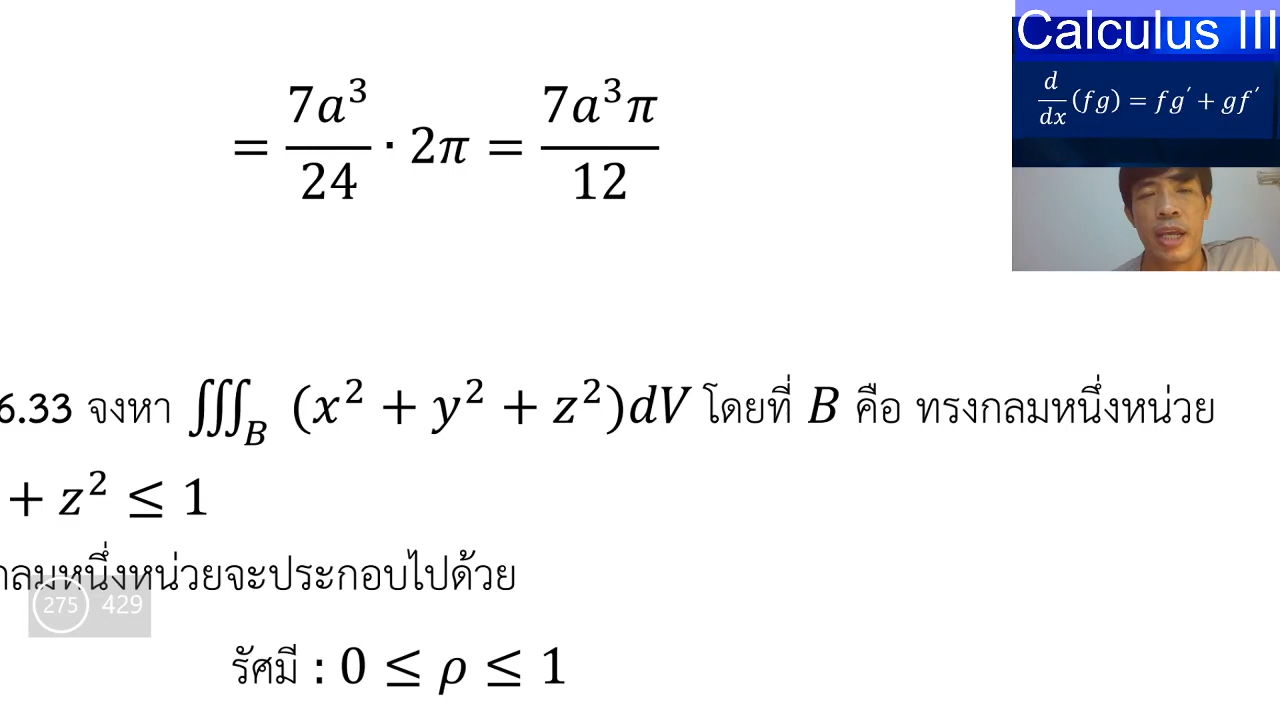 Calculus III
d/dx (fg) = fg′ + gf′
= 7a³/24 · 2π = 7a³π/12
6.33 จงหา ∭_B (x² + y² + z²)dV โดยที่ B คือ ทรงกลมหนึ่งหน่วย
+ z² ≤ 1
กลมหนึ่งหน่วยจะประกอบไปด้วย
275 429
รัศมี : 0 ≤ ρ ≤ 1